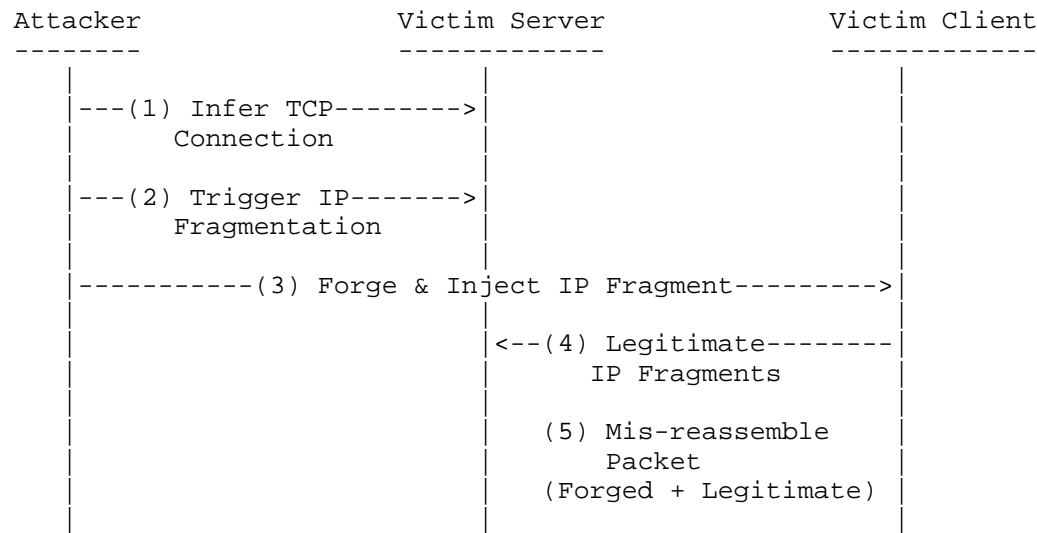 Attacker Victim Server Victim Client
-------- ------------- -------------
| | |
|---(1) Infer TCP-------->| |
| Connection | |
| | |
|---(2) Trigger IP------->| |
| Fragmentation | |
| | |
|-----------(3) Forge & Inject IP Fragment--------->|
| | |
| |<--(4) Legitimate--------|
| | IP Fragments |
| | |
| | (5) Mis-reassemble |
| | Packet |
| | (Forged + Legitimate) |
| | |